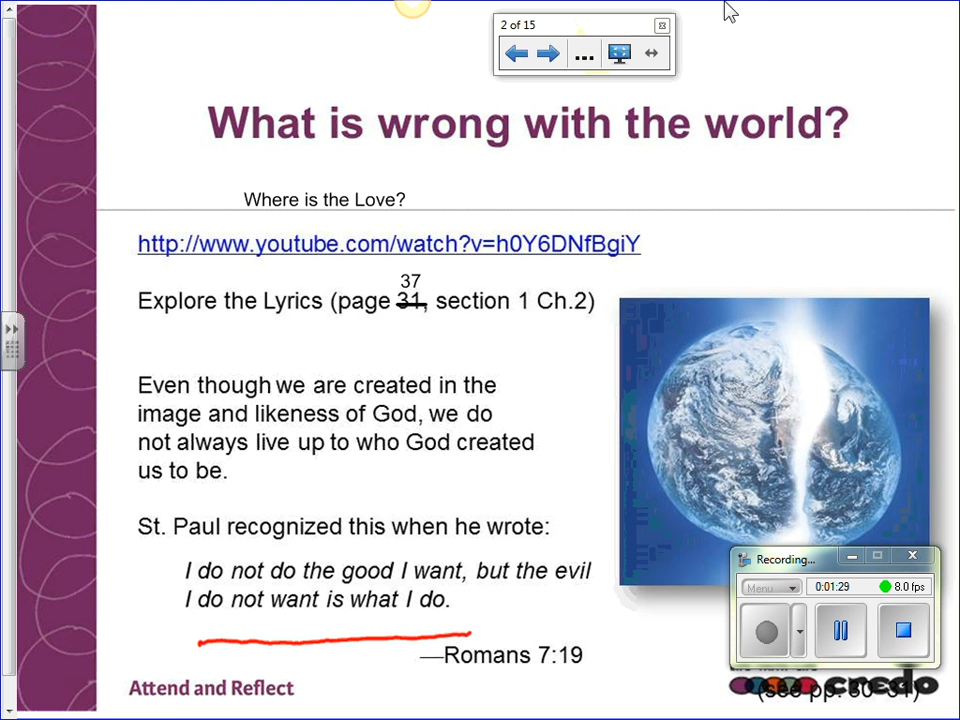 2 of 15
...
What is wrong with the world?
Where is the Love?
http://www.youtube.com/watch?v=h0Y6DNfBgiY
37
Explore the Lyrics (page 31, section 1 Ch.2)
Even though we are created in the
image and likeness of God, we do
not always live up to who God created
us to be.
St. Paul recognized this when he wrote:
I do not do the good I want, but the evil
I do not want is what I do.
—Romans 7:19
Recording...
Menu
0:01:29
8.0 fps
Attend and Reflect
credo
(see pp. 30-31)